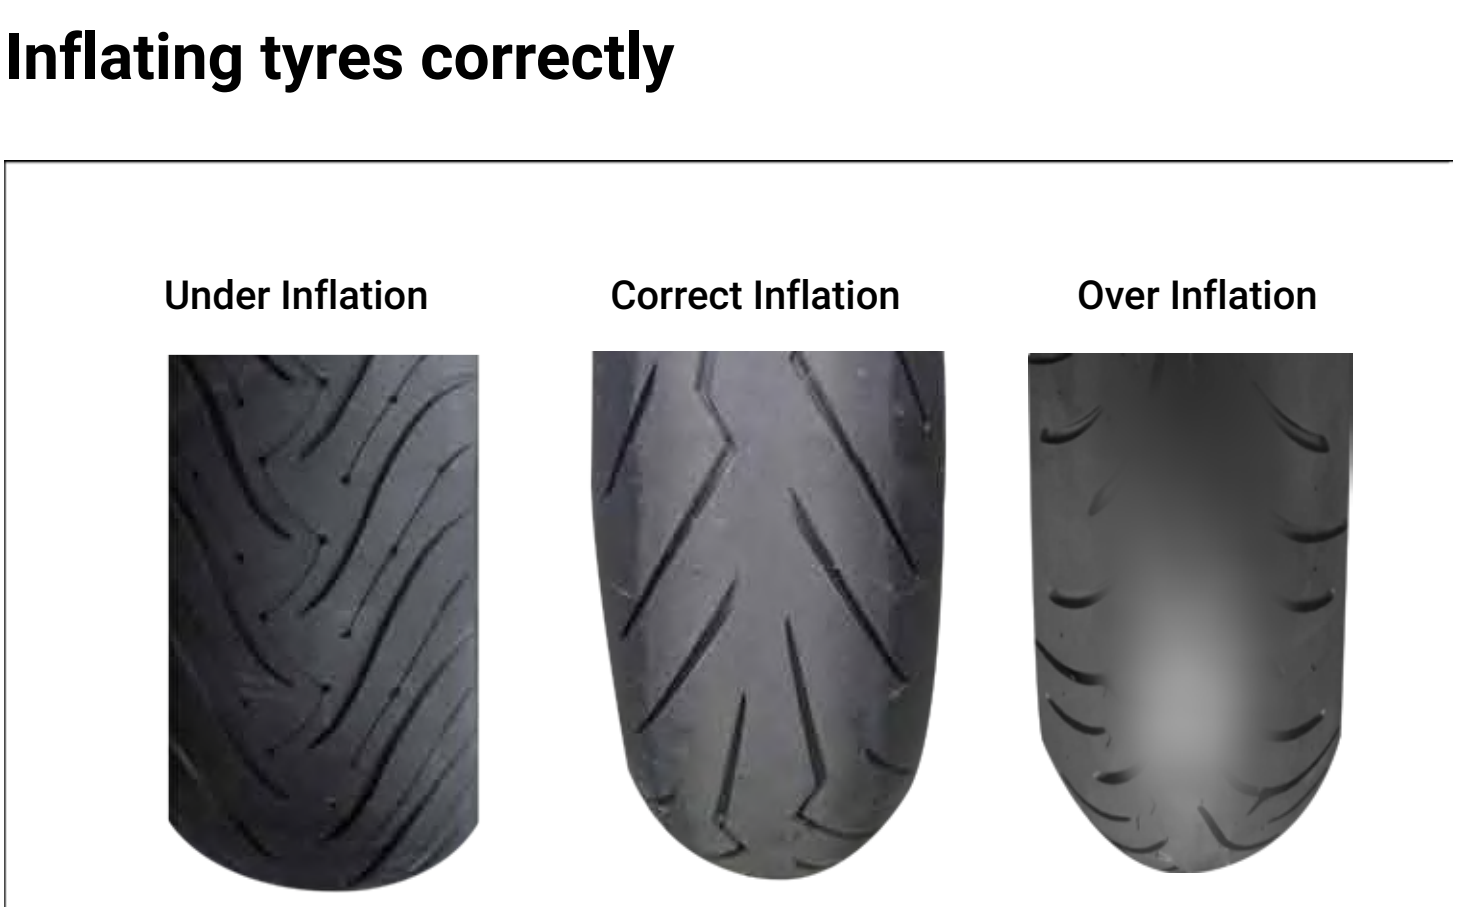 Inflating tyres correctly
Under Inflation
Correct Inflation
Over Inflation